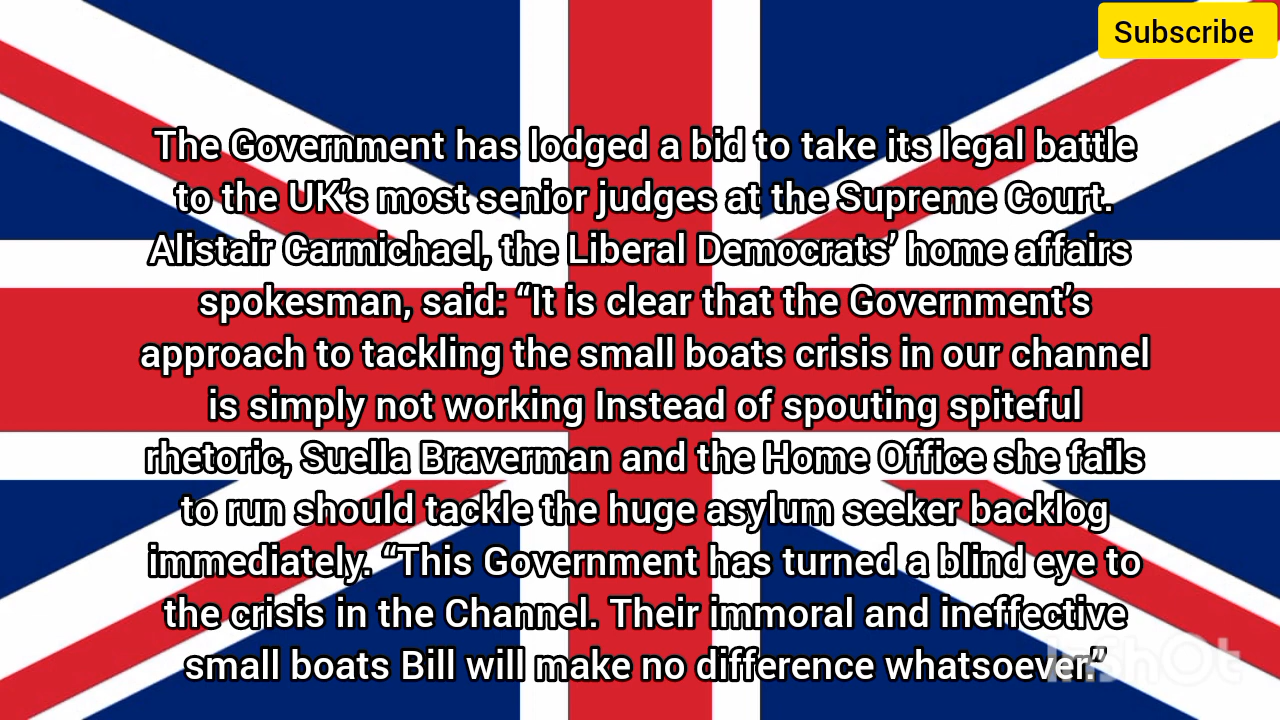 Subscribe
The Government has lodged a bid to take its legal battle
to the UK’s most senior judges at the Supreme Court.
Alistair Carmichael, the Liberal Democrats’ home affairs
spokesman, said: “It is clear that the Government’s
approach to tackling the small boats crisis in our channel
is simply not working Instead of spouting spiteful
rhetoric, Suella Braverman and the Home Office she fails
to run should tackle the huge asylum seeker backlog
immediately. “This Government has turned a blind eye to
the crisis in the Channel. Their immoral and ineffective
small boats Bill will make no difference whatsoever.”
InShOt